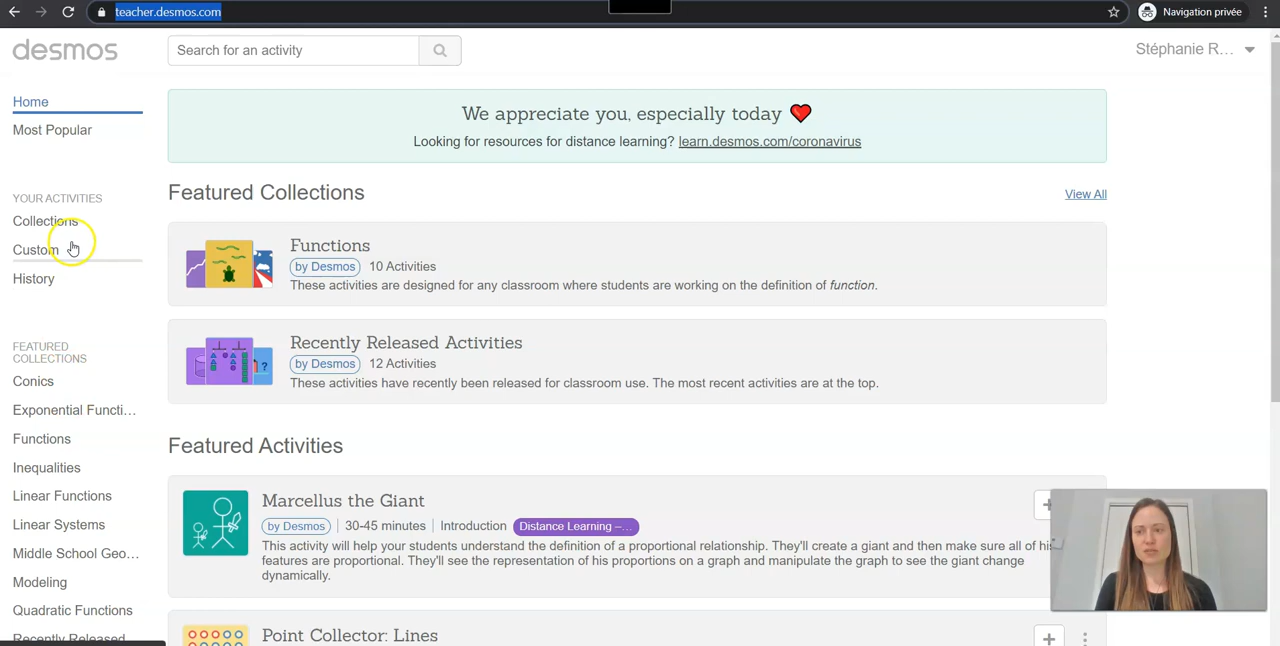 teacher.desmos.com
Navigation privée
desmos
Search for an activity
Stéphanie R...
Home
Most Popular
YOUR ACTIVITIES
Collections
Custom
History
FEATURED
COLLECTIONS
Conics
Exponential Functi...
Functions
Inequalities
Linear Functions
Linear Systems
Middle School Geo...
Modeling
Quadratic Functions
Recently Released
We appreciate you, especially today ❤️
Looking for resources for distance learning? learn.desmos.com/coronavirus
Featured Collections
View All
Functions
by Desmos 10 Activities
These activities are designed for any classroom where students are working on the definition of function.
Recently Released Activities
by Desmos 12 Activities
These activities have recently been released for classroom use. The most recent activities are at the top.
Featured Activities
Marcellus the Giant
by Desmos 30-45 minutes Introduction Distance Learning –...
This activity will help your students understand the definition of a proportional relationship. They'll create a giant and then make sure all of his
features are proportional. They'll see the representation of his proportions on a graph and manipulate the graph to see the giant change
dynamically.
Point Collector: Lines